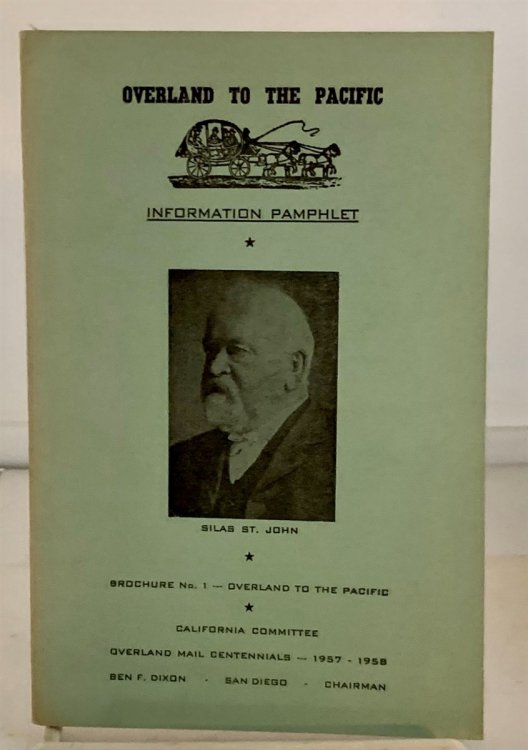 OVERLAND TO THE PACIFIC
INFORMATION PAMPHLET
SILAS ST. JOHN
BROCHURE No. 1 — OVERLAND TO THE PACIFIC
CALIFORNIA COMMITTEE
OVERLAND MAIL CENTENNIALS — 1957 - 1958
BEN F. DIXON - SAN DIEGO - CHAIRMAN